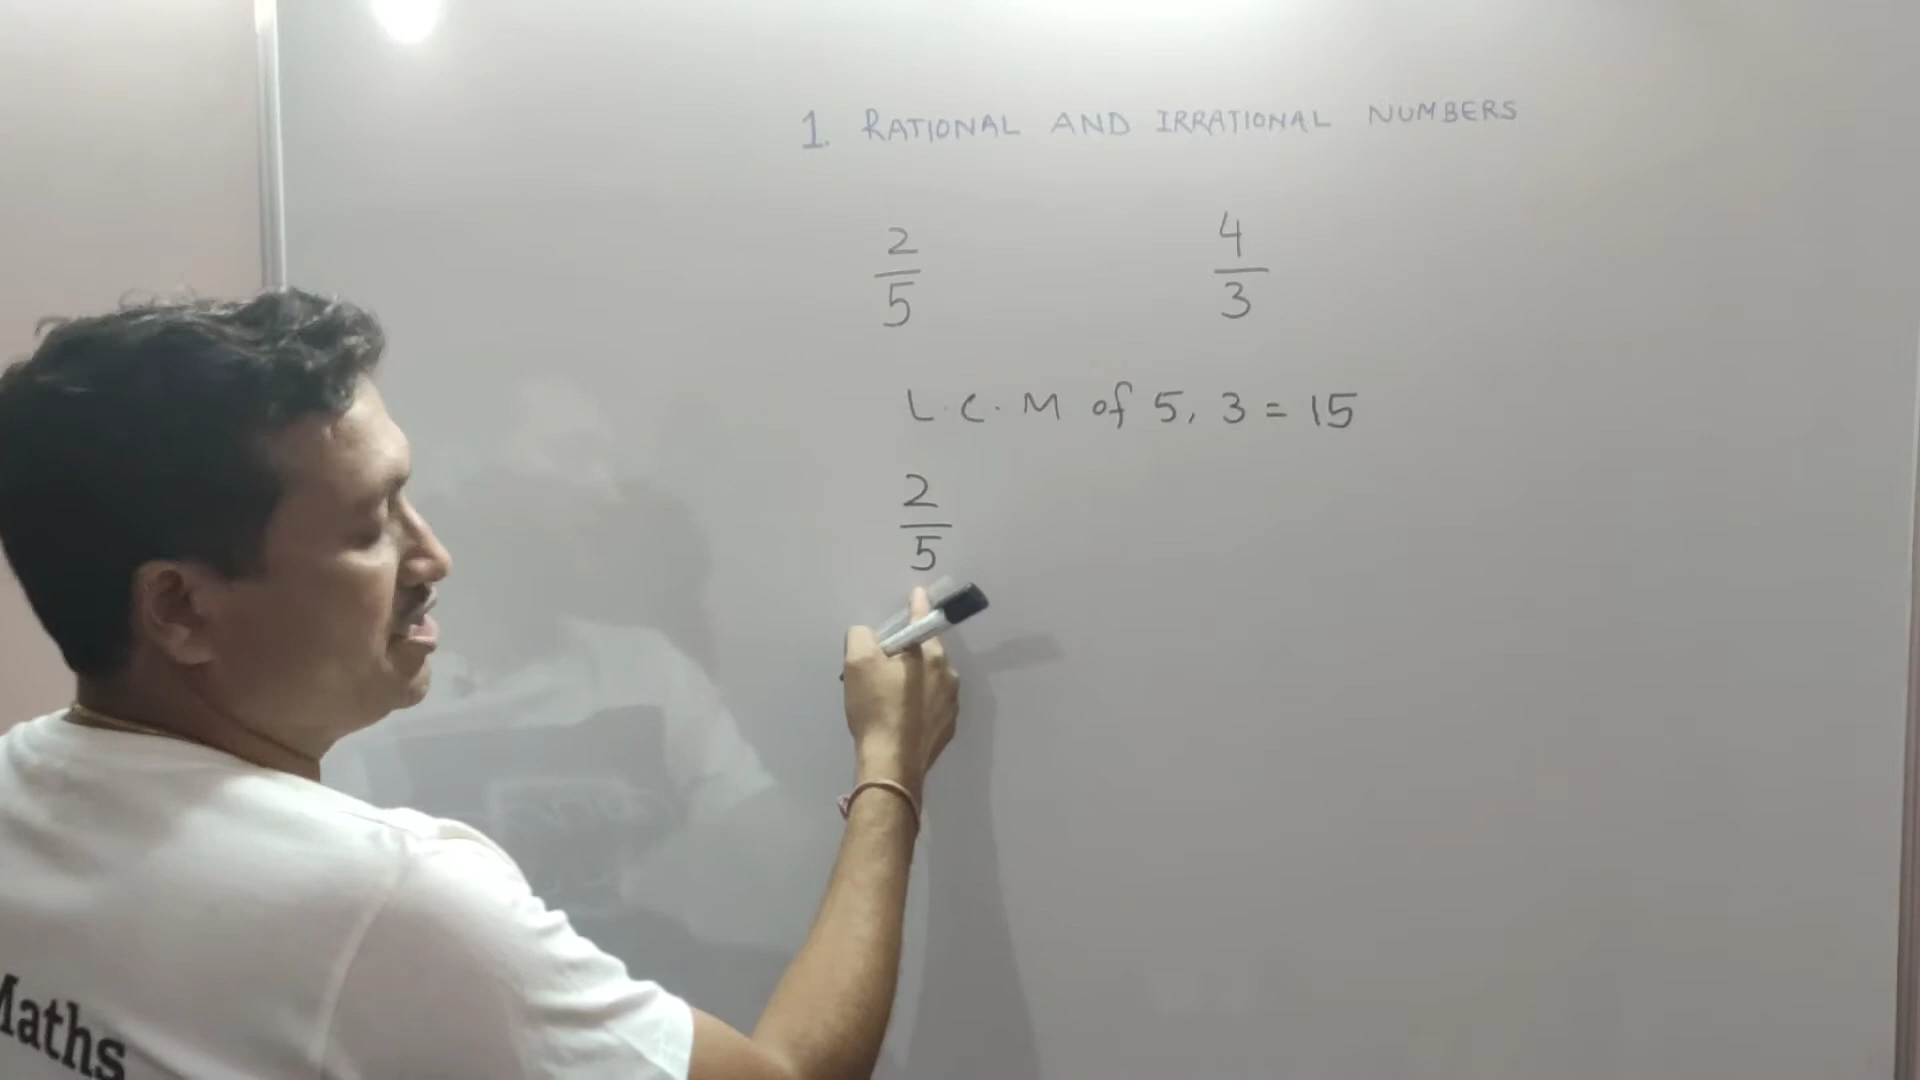 1. RATIONAL AND IRRATIONAL NUMBERS
2/5 4/3
L.C.M of 5, 3 = 15
2/5
Maths